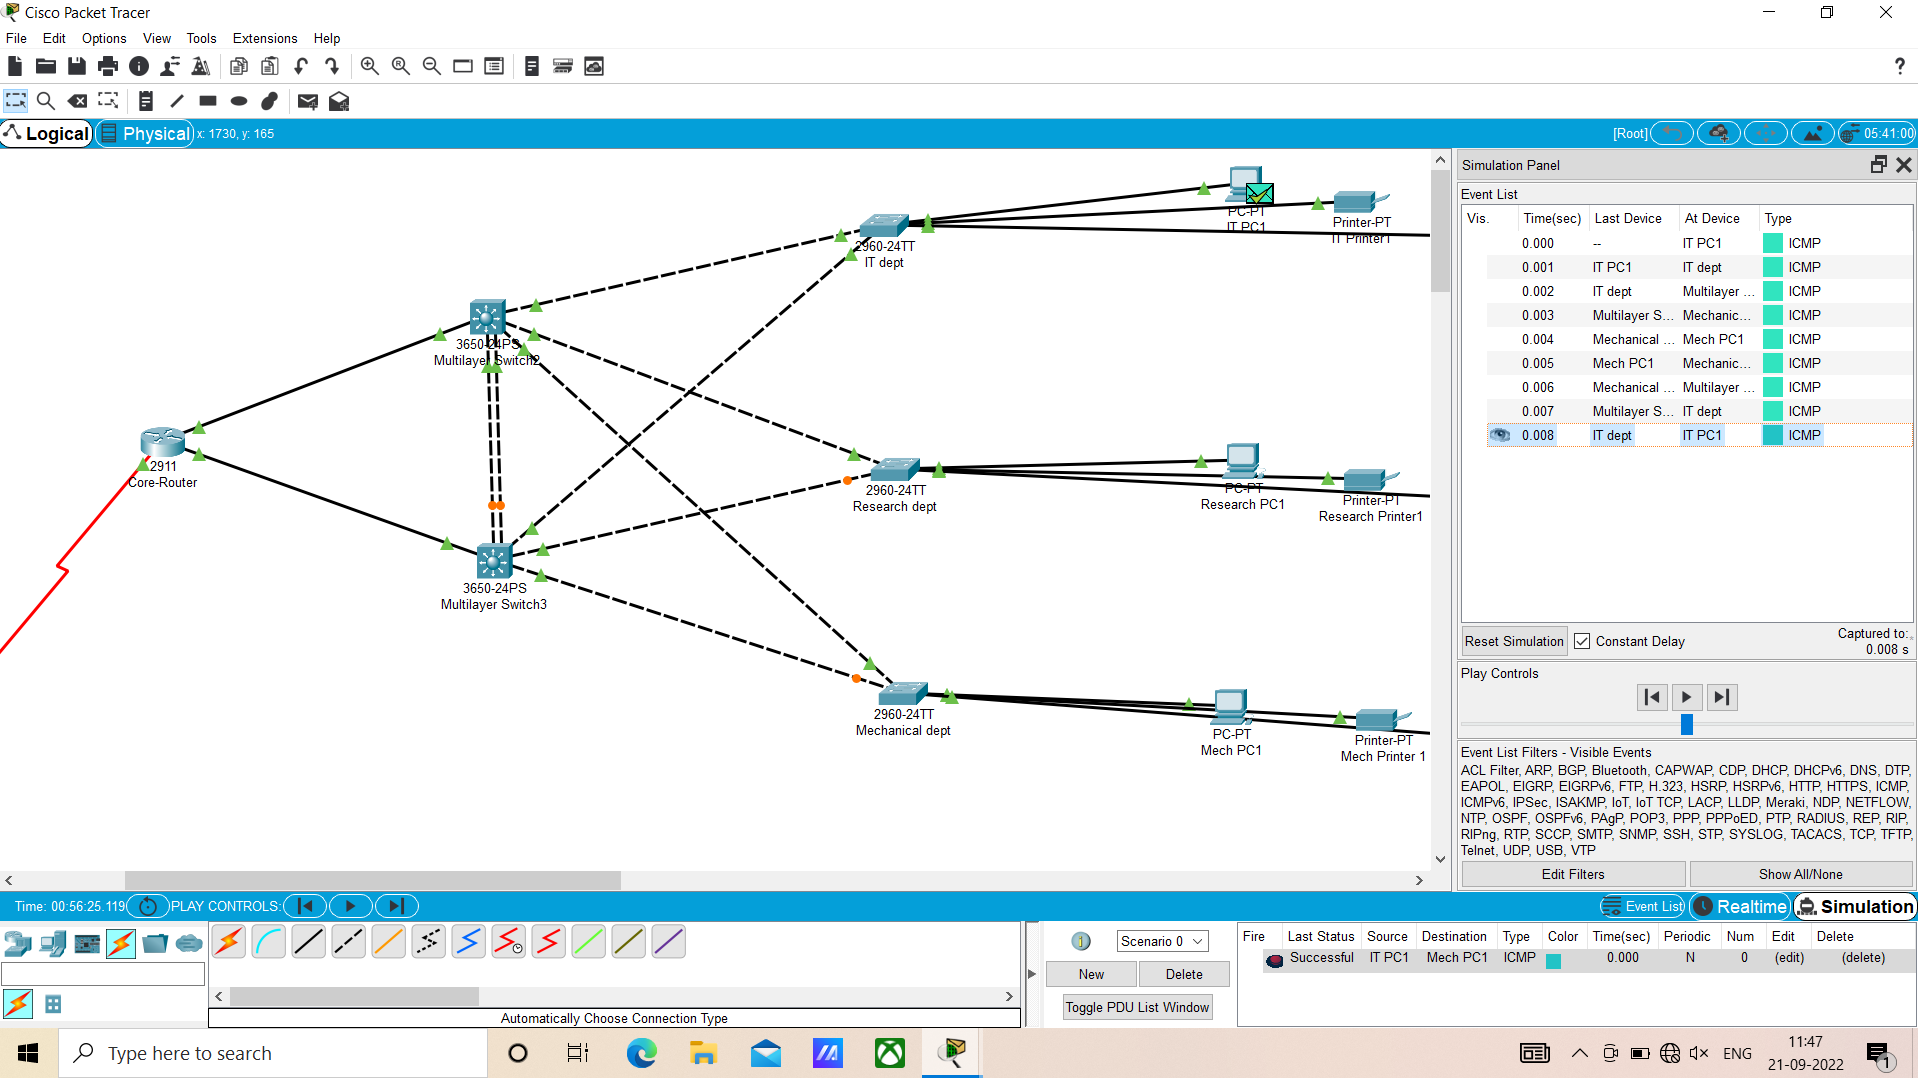 Cisco Packet Tracer
File Edit Options View Tools Extensions Help
Logical Physical x: 1730, y: 165 [Root] 05:41:00
PC-PT
IT PC1
Printer-PT
IT Printer1
2960-24TT
IT dept
3650-24PS
Multilayer Switch2
2911
Core-Router
2960-24TT
Research dept
PC-PT
Research PC1
Printer-PT
Research Printer1
3650-24PS
Multilayer Switch3
2960-24TT
Mechanical dept
PC-PT
Mech PC1
Printer-PT
Mech Printer 1
Simulation Panel
Event List
Vis. Time(sec) Last Device At Device Type
0.000 -- IT PC1 ICMP
0.001 IT PC1 IT dept ICMP
0.002 IT dept Multilayer ... ICMP
0.003 Multilayer S... Mechanic... ICMP
0.004 Mechanical ... Mech PC1 ICMP
0.005 Mech PC1 Mechanic... ICMP
0.006 Mechanical ... Multilayer ... ICMP
0.007 Multilayer S... IT dept ICMP
0.008 IT dept IT PC1 ICMP
Reset Simulation Constant Delay Captured to:
0.008 s
Play Controls
Event List Filters - Visible Events
ACL Filter, ARP, BGP, Bluetooth, CAPWAP, CDP, DHCP, DHCPv6, DNS, DTP,
EAPOL, EIGRP, EIGRPv6, FTP, H.323, HSRP, HSRPv6, HTTP, HTTPS, ICMP,
ICMPv6, IPSec, ISAKMP, IoT, IoT TCP, LACP, LLDP, Meraki, NDP, NETFLOW,
NTP, OSPF, OSPFv6, PAgP, POP3, PPP, PPPoED, PTP, RADIUS, REP, RIP,
RIPng, RTP, SCCP, SMTP, SNMP, SSH, STP, SYSLOG, TACACS, TCP, TFTP,
Telnet, UDP, USB, VTP
Edit Filters Show All/None
Time: 00:56:25.119 PLAY CONTROLS: Event List Realtime Simulation
Automatically Choose Connection Type
Scenario 0
New Delete
Toggle PDU List Window
Fire Last Status Source Destination Type Color Time(sec) Periodic Num Edit Delete
Successful IT PC1 Mech PC1 ICMP 0.000 N 0 (edit) (delete)
Type here to search
ENG
11:47
21-09-2022
1